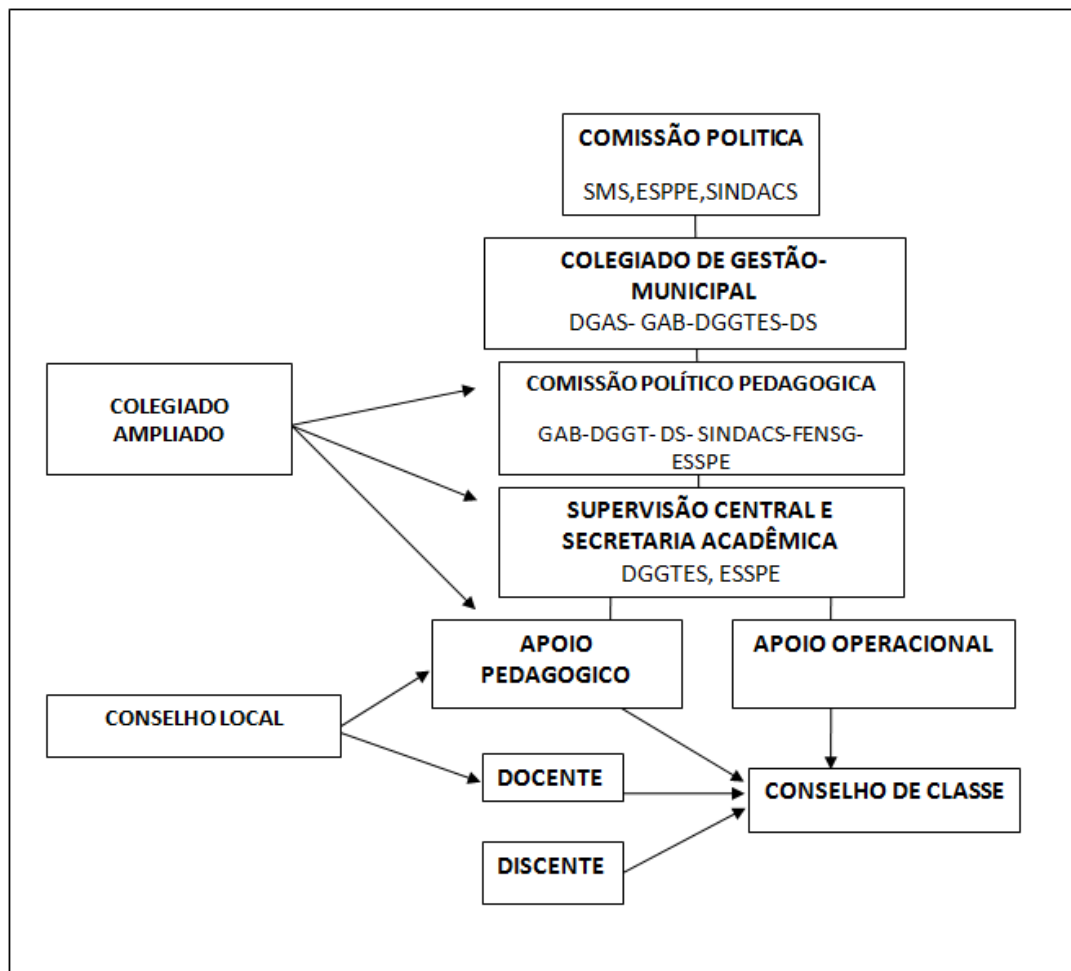 COMISSÃO POLITICA
SMS,ESPPE,SINDACS
COLEGIADO DE GESTÃO-
MUNICIPAL
DGAS- GAB-DGGTES-DS
COMISSÃO POLÍTICO PEDAGOGICA
GAB-DGGT- DS- SINDACS-FENSG-
ESSPE
COLEGIADO
AMPLIADO
SUPERVISÃO CENTRAL E
SECRETARIA ACADÊMICA
DGGTES, ESSPE
APOIO
PEDAGOGICO
APOIO OPERACIONAL
CONSELHO LOCAL
DOCENTE
CONSELHO DE CLASSE
DISCENTE